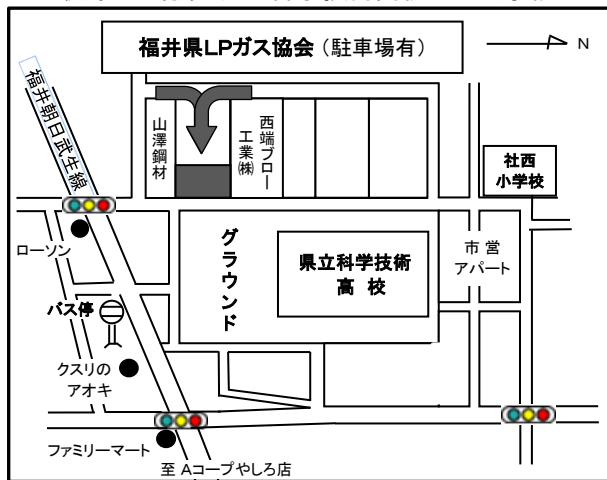 福井県LPガス協会（駐車場有）
N
福井朝日武生線
山澤鋼材
西端ブロー
工業㈱
社西
小学校
ローソン
グラウンド
県立科学技術
高 校
市 営
アパート
バス停
クスリの
アオキ
ファミリーマート
至 Aコープやしろ店